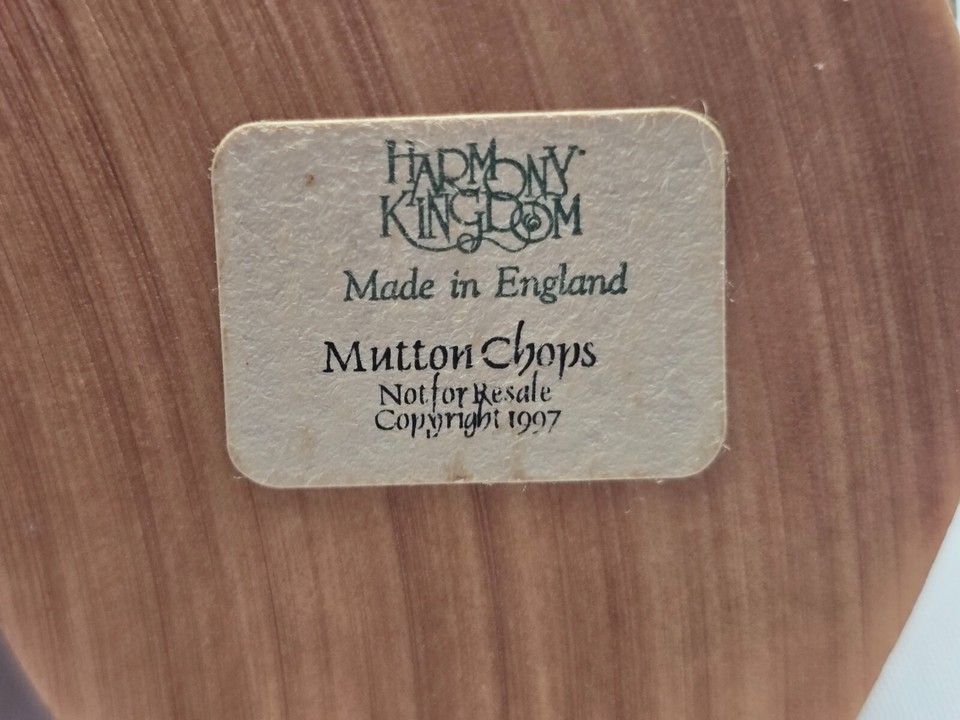 HARMONY
KINGDOM
Made in England
Mutton Chops
Not for Resale
Copyright 1997